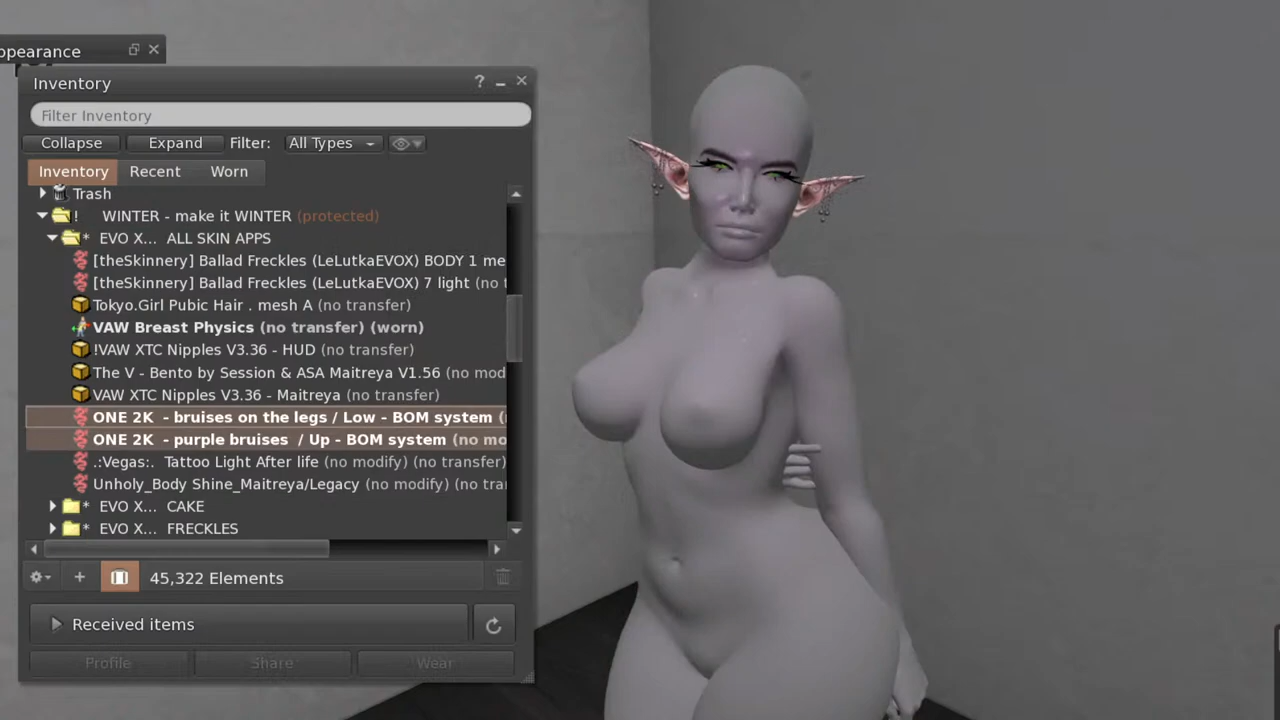 ppearance
Inventory
Filter Inventory
Collapse Expand Filter: All Types
Inventory Recent Worn
Trash
! WINTER - make it WINTER (protected)
* EVO X... ALL SKIN APPS
[theSkinnery] Ballad Freckles (LeLutkaEVOX) BODY 1 me
[theSkinnery] Ballad Freckles (LeLutkaEVOX) 7 light (no t
Tokyo.Girl Pubic Hair . mesh A (no transfer)
VAW Breast Physics (no transfer) (worn)
!VAW XTC Nipples V3.36 - HUD (no transfer)
The V - Bento by Session & ASA Maitreya V1.56 (no mod
VAW XTC Nipples V3.36 - Maitreya (no transfer)
ONE 2K - bruises on the legs / Low - BOM system (
ONE 2K - purple bruises / Up - BOM system (no mo
.:Vegas:. Tattoo Light After life (no modify) (no transfer)
Unholy_Body Shine_Maitreya/Legacy (no modify) (no tra
* EVO X... CAKE
* EVO X... FRECKLES
45,322 Elements
Received items
Profile Share Wear